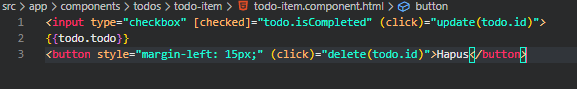 src > app > components > todos > todo-item > todo-item.component.html > button
1 <input type="checkbox" [checked]="todo.isCompleted" (click)="update(todo.id)">
2 {{todo.todo}}
3 <button style="margin-left: 15px;" (click)="delete(todo.id)">Hapus</button>